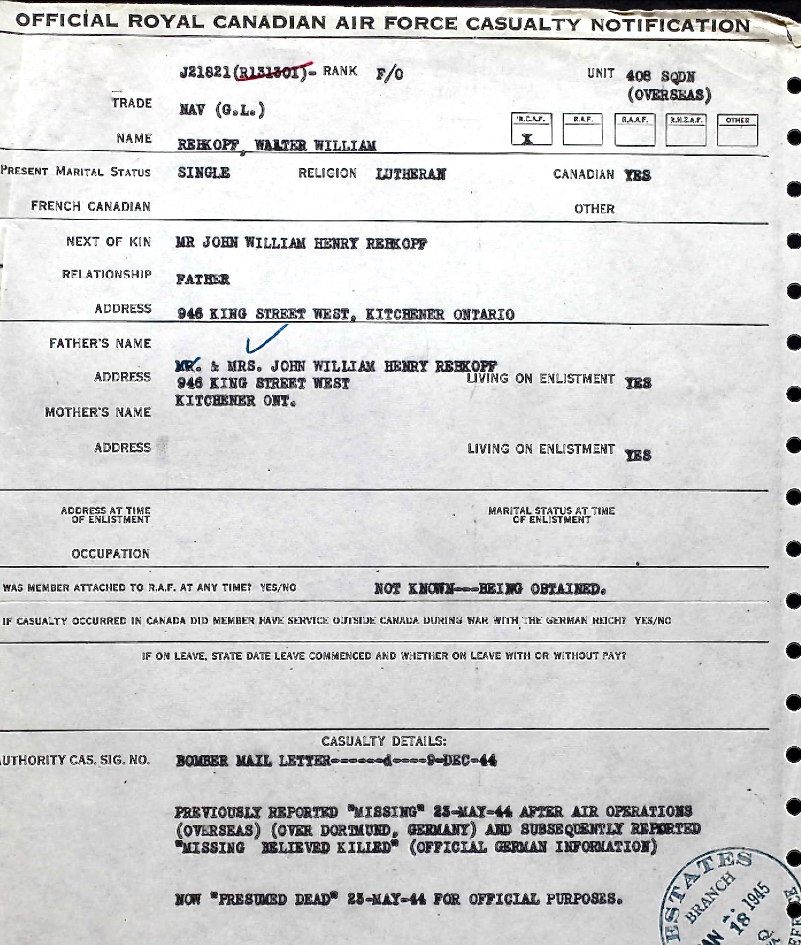 OFFICIAL ROYAL CANADIAN AIR FORCE CASUALTY NOTIFICATION
J21821(R131301)- RANK F/O UNIT 408 SQDN
(OVERSEAS)
TRADE NAV (G.L.)
R.C.A.F. R.A.F. R.A.A.F. R.N.Z.A.F. OTHER
X
NAME REHKOPF, WALTER WILLIAM
PRESENT MARITAL STATUS SINGLE RELIGION LUTHERAN CANADIAN YES
FRENCH CANADIAN OTHER
NEXT OF KIN MR JOHN WILLIAM HENRY REHKOPF
RELATIONSHIP FATHER
ADDRESS 946 KING STREET WEST, KITCHENER ONTARIO
FATHER'S NAME
MR. & MRS. JOHN WILLIAM HENRY REHKOPF
ADDRESS 946 KING STREET WEST LIVING ON ENLISTMENT YES
KITCHENER ONT.
MOTHER'S NAME
ADDRESS LIVING ON ENLISTMENT YES
ADDRESS AT TIME OF ENLISTMENT MARITAL STATUS AT TIME OF ENLISTMENT
OCCUPATION
WAS MEMBER ATTACHED TO R.A.F. AT ANY TIME? YES/NO NOT KNOWN---BEING OBTAINED.
IF CASUALTY OCCURRED IN CANADA DID MEMBER HAVE SERVICE OUTSIDE CANADA DURING WAR WITH THE GERMAN REICH? YES/NO
IF ON LEAVE, STATE DATE LEAVE COMMENCED AND WHETHER ON LEAVE WITH OR WITHOUT PAY?
CASUALTY DETAILS:
AUTHORITY CAS. SIG. NO. BOMBER MAIL LETTER------d----9-DEC-44
PREVIOUSLY REPORTED "MISSING" 23-MAY-44 AFTER AIR OPERATIONS
(OVERSEAS) (OVER DORTMUND, GERMANY) AND SUBSEQUENTLY REPORTED
"MISSING BELIEVED KILLED" (OFFICIAL GERMAN INFORMATION)
NOW "PRESUMED DEAD" 23-MAY-44 FOR OFFICIAL PURPOSES.
ESTATES
BRANCH
18 1945